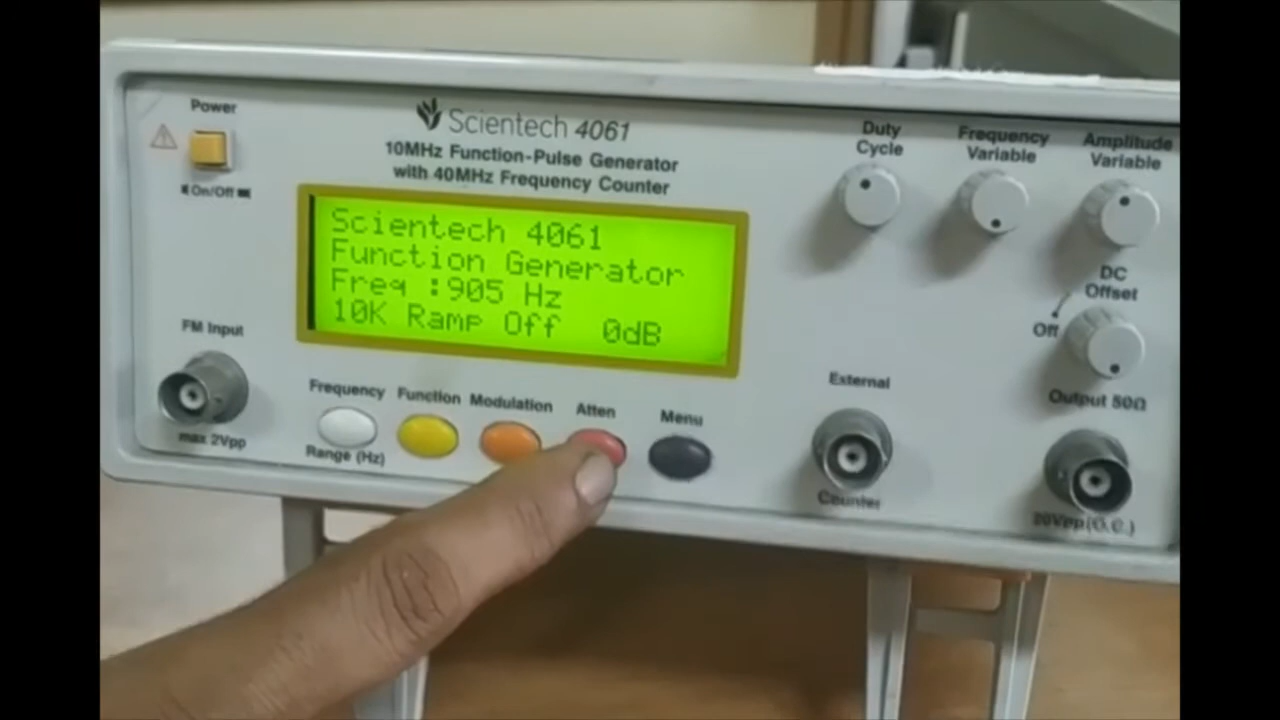 Power
On/Off
Scientech 4061
10MHz Function-Pulse Generator
with 40MHz Frequency Counter
Scientech 4061
Function Generator
Freq :905 Hz
10K Ramp Off 0dB
Duty
Cycle
Frequency
Variable
Amplitude
Variable
DC
Offset
Off
FM Input
max 2Vpp
Frequency
Range (Hz)
Function
Modulation
Atten
Menu
External
Counter
Output 50Ω
20Vpp(O.C.)